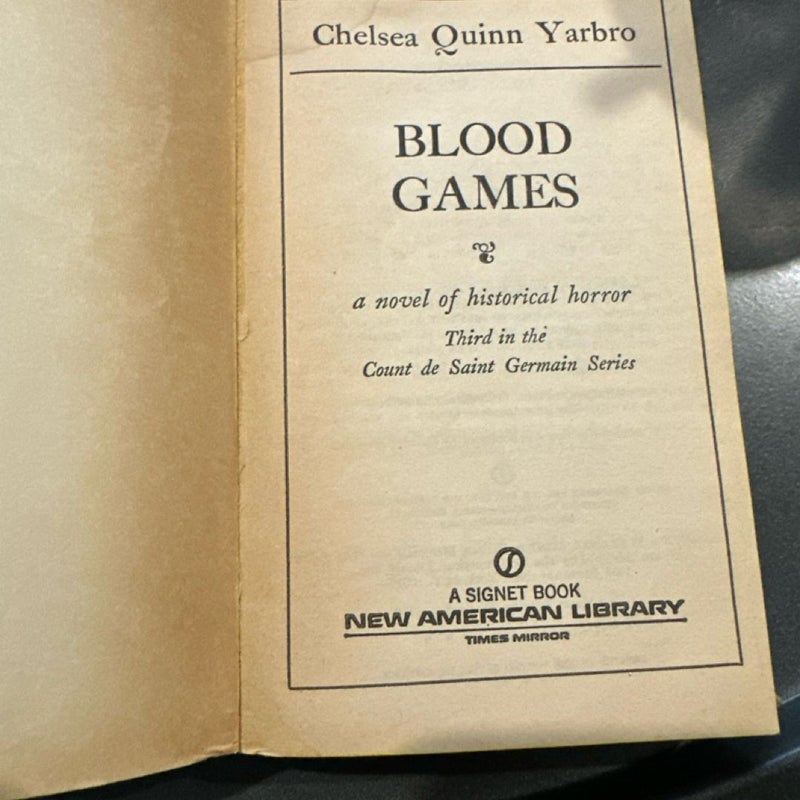 Chelsea Quinn Yarbro
BLOOD
GAMES
a novel of historical horror
Third in the
Count de Saint Germain Series
A SIGNET BOOK
NEW AMERICAN LIBRARY
TIMES MIRROR